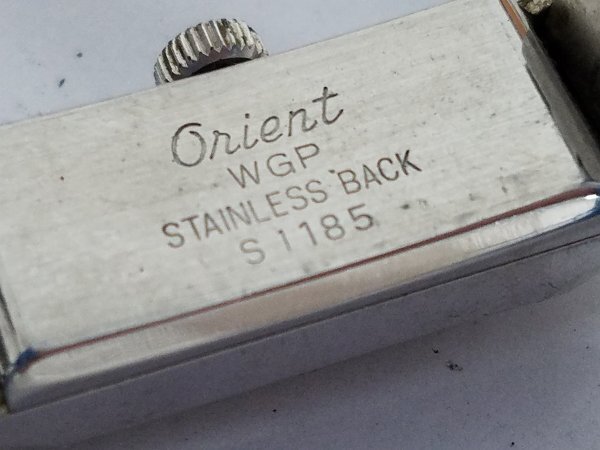 Orient
WGP
STAINLESS BACK
S 1185